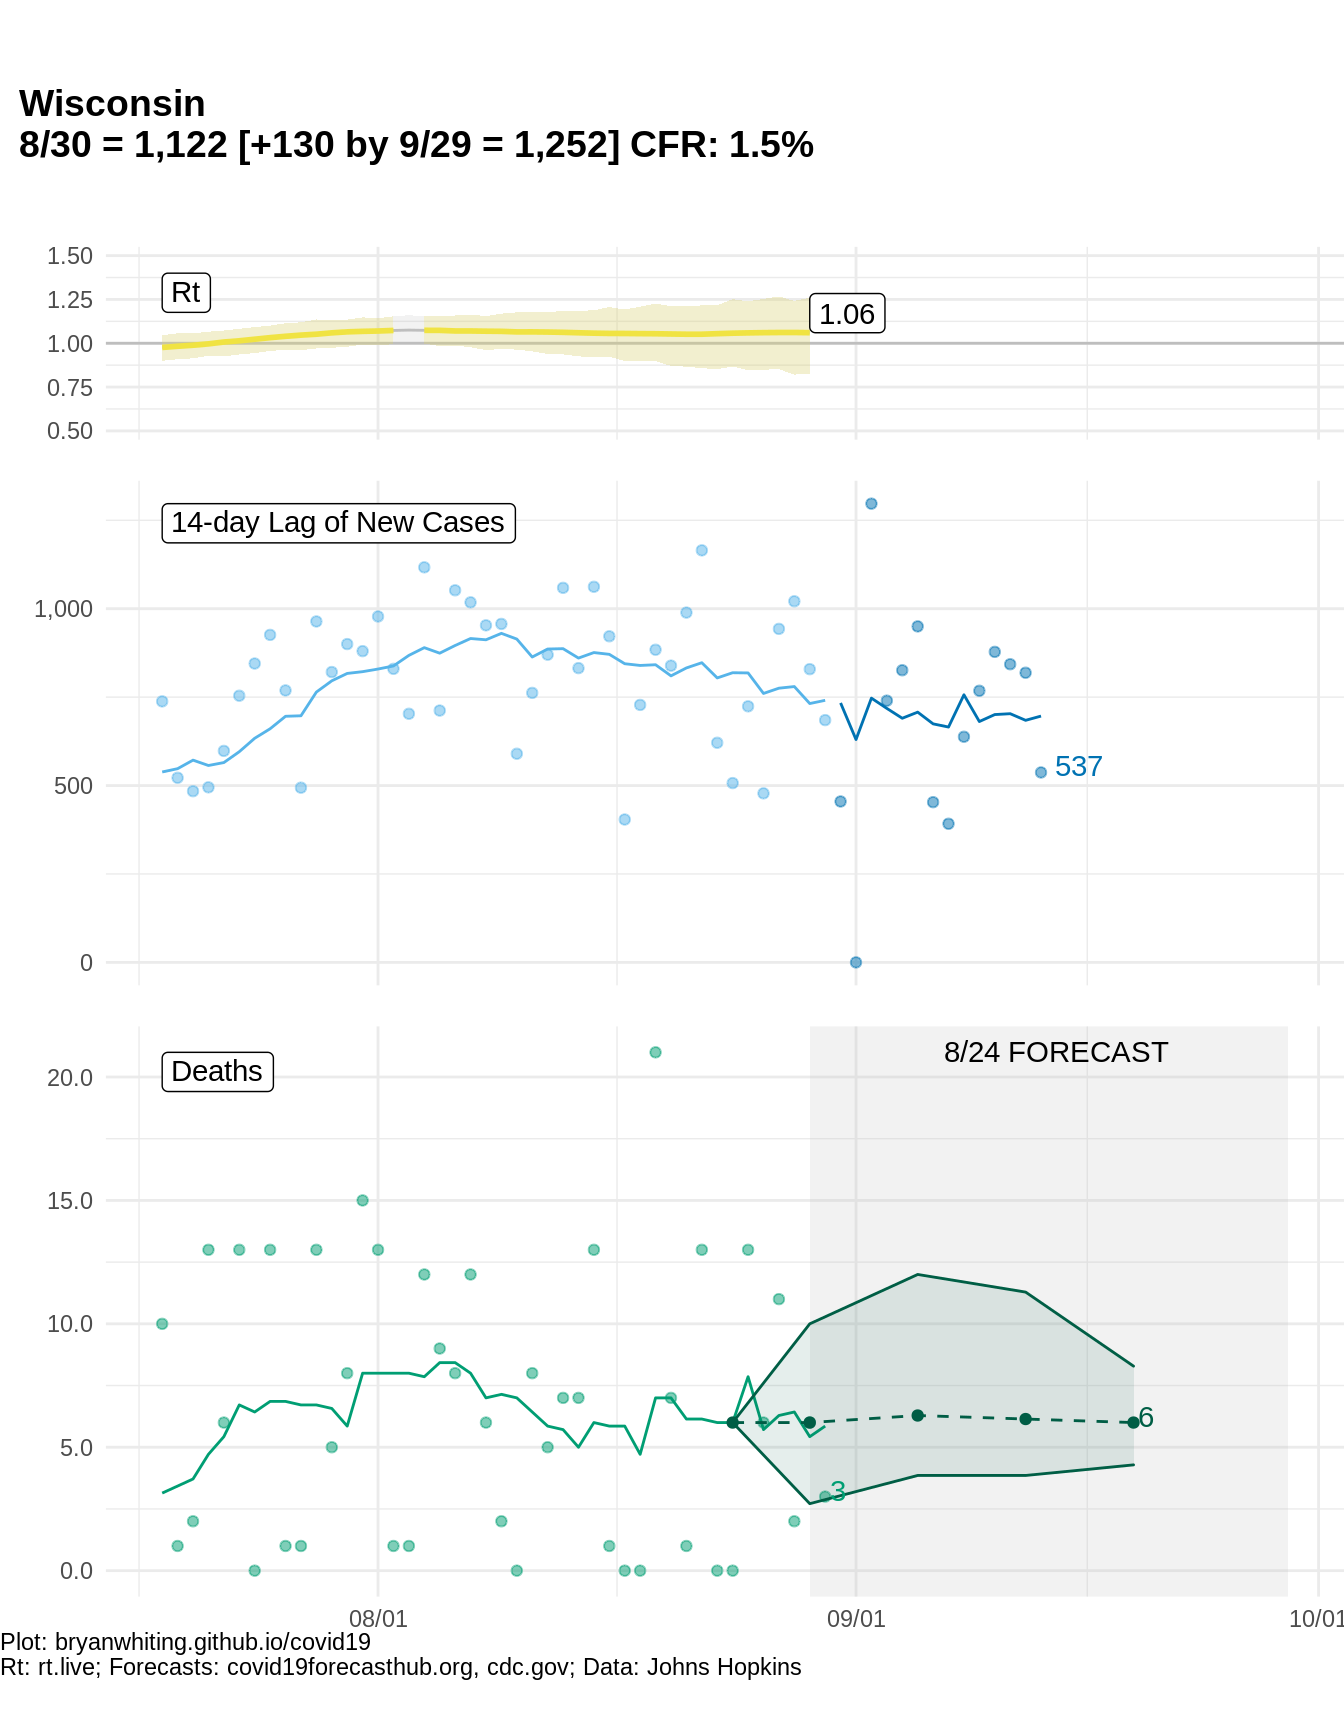 Wisconsin
8/30 = 1,122 [+130 by 9/29 = 1,252] CFR: 1.5%
1.50
Rt
1.25
1.06
1.00
0.75
0.50
14-day Lag of New Cases
1,000
537
500
0
8/24 FORECAST
Deaths
20.0
15.0
10.0
6
5.0
3
0.0
08/01
09/01
10/01
Plot: bryanwhiting.github.io/covid19
Rt: rt.live; Forecasts: covid19forecasthub.org, cdc.gov; Data: Johns Hopkins